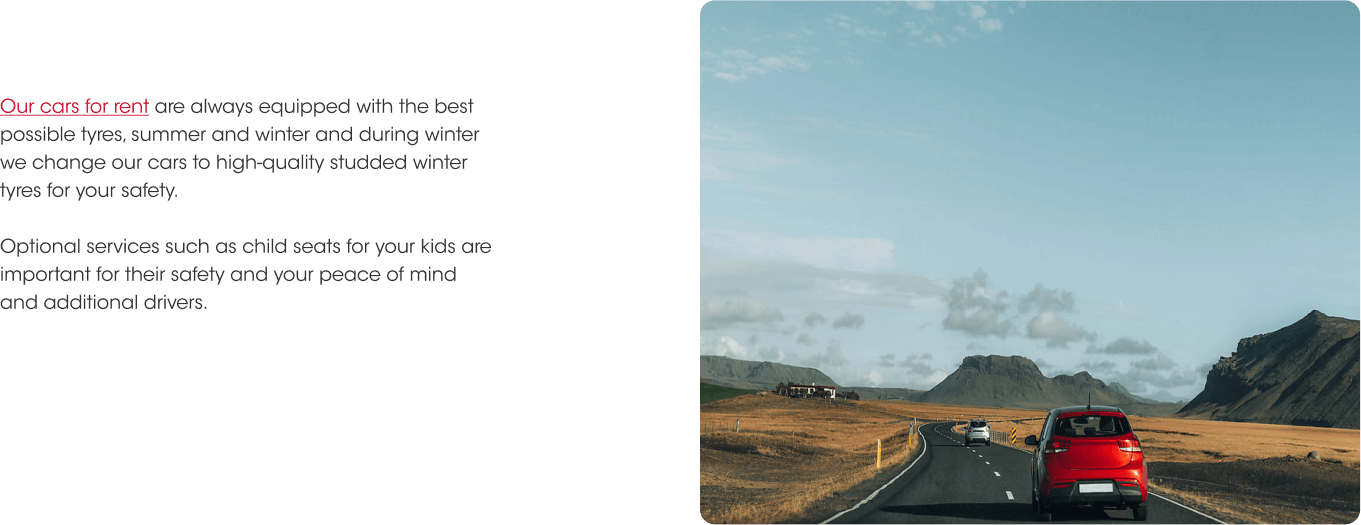 Our cars for rent are always equipped with the best
possible tyres, summer and winter and during winter
we change our cars to high-quality studded winter
tyres for your safety.
Optional services such as child seats for your kids are
important for their safety and your peace of mind
and additional drivers.